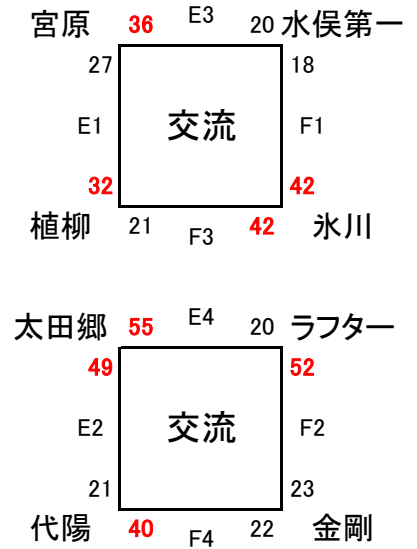 宮原 36 E3 20 水俣第一
27 18
E1 交流 F1
32 42
植柳 21 F3 42 氷川
太田郷 55 E4 20 ラフター
49 52
E2 交流 F2
21 23
代陽 40 F4 22 金剛